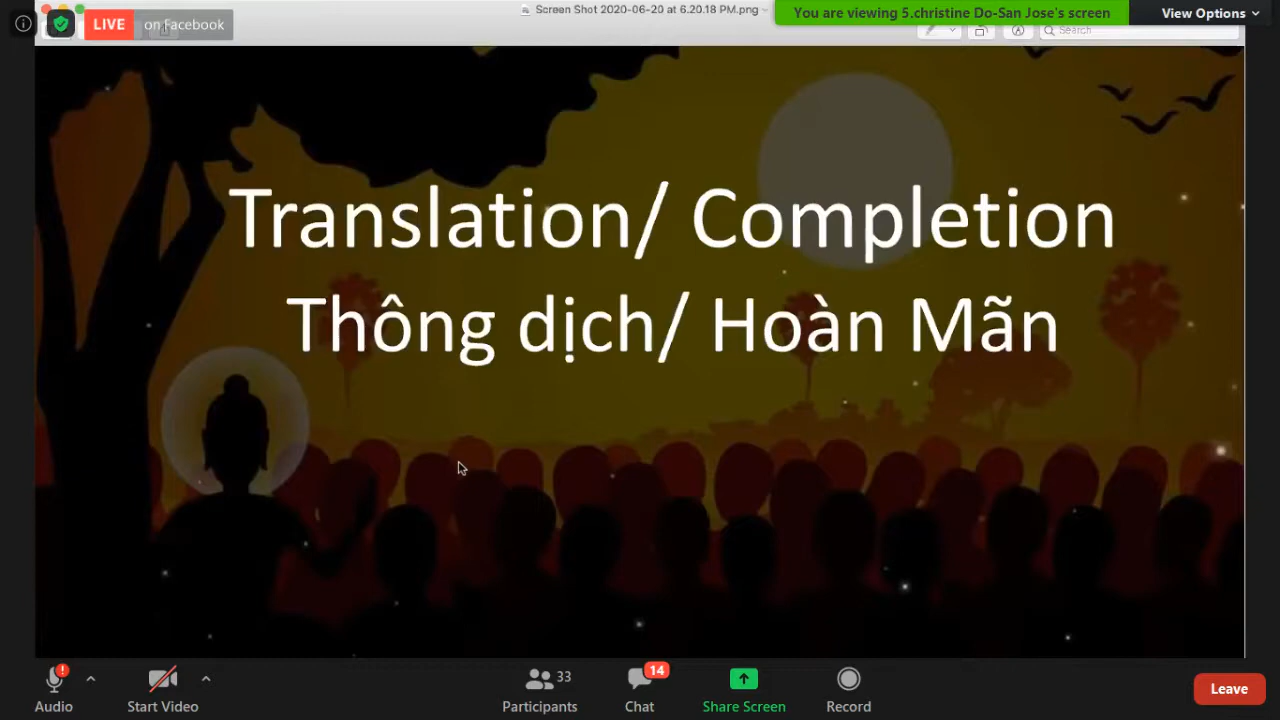 Screen Shot 2020-06-20 at 6.20.18 PM.png
You are viewing 5.christine Do-San Jose's screen
View Options
LIVE on Facebook
Search
Translation/ Completion
Thông dịch/ Hoàn Mãn
33
14
Audio
Start Video
Participants
Chat
Share Screen
Record
Leave